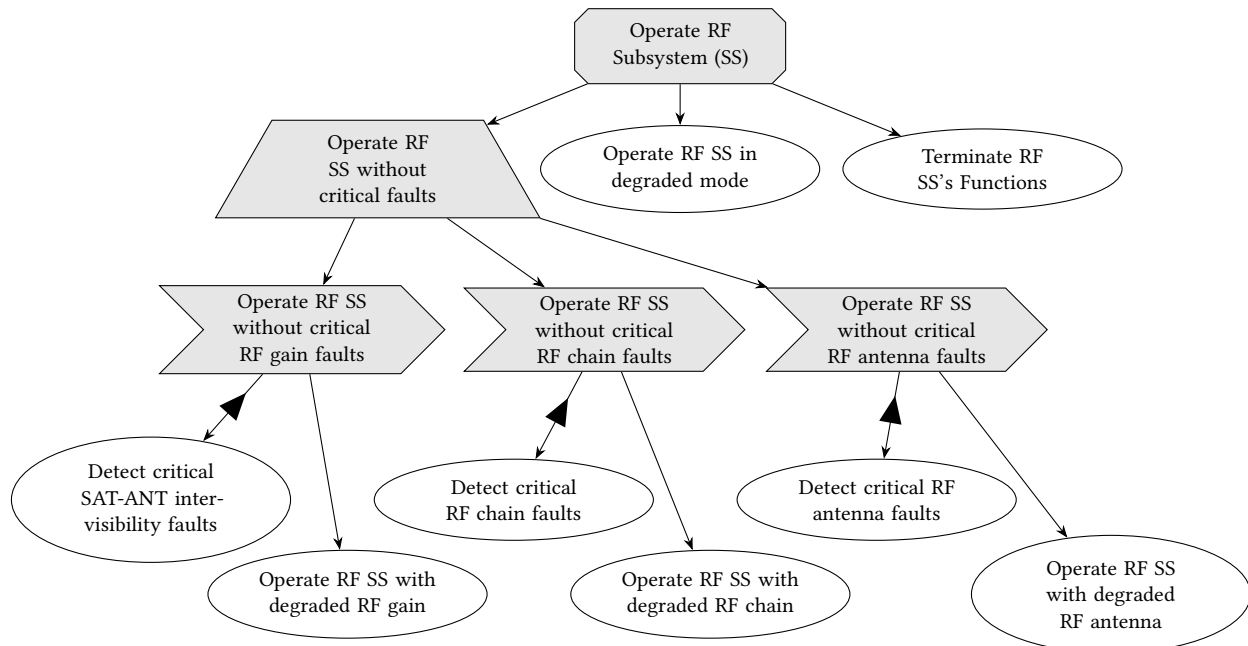 Operate RF
Subsystem (SS)
Operate RF
SS without
critical faults
Operate RF SS in
degraded mode
Terminate RF
SS's Functions
Operate RF SS
without critical
RF gain faults
Operate RF SS
without critical
RF chain faults
Operate RF SS
without critical
RF antenna faults
Detect critical
SAT-ANT inter-
visibility faults
Detect critical
RF chain faults
Detect critical RF
antenna faults
Operate RF SS with
degraded RF gain
Operate RF SS with
degraded RF chain
Operate RF SS
with degraded
RF antenna